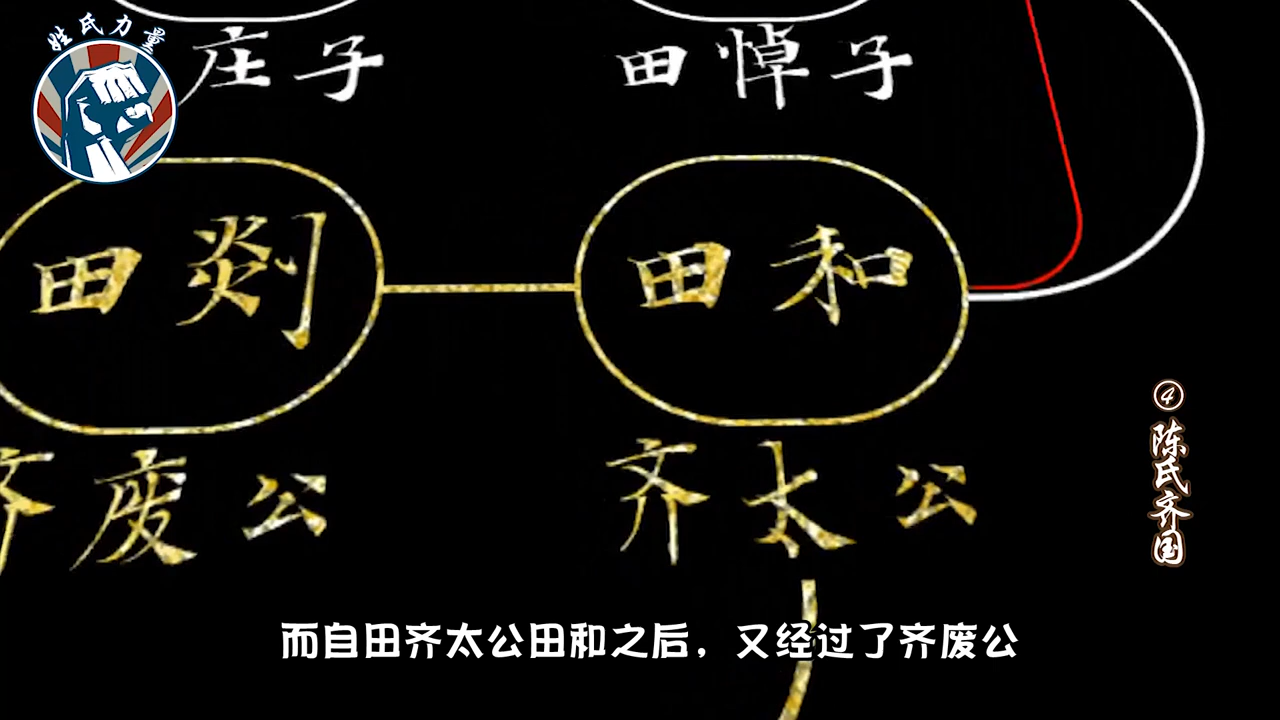 姓氏力量
庄子
田悼子
田剡
田和
齐废公
齐太公
④陈氏齐国
而自田齐太公田和之后，又经过了齐废公